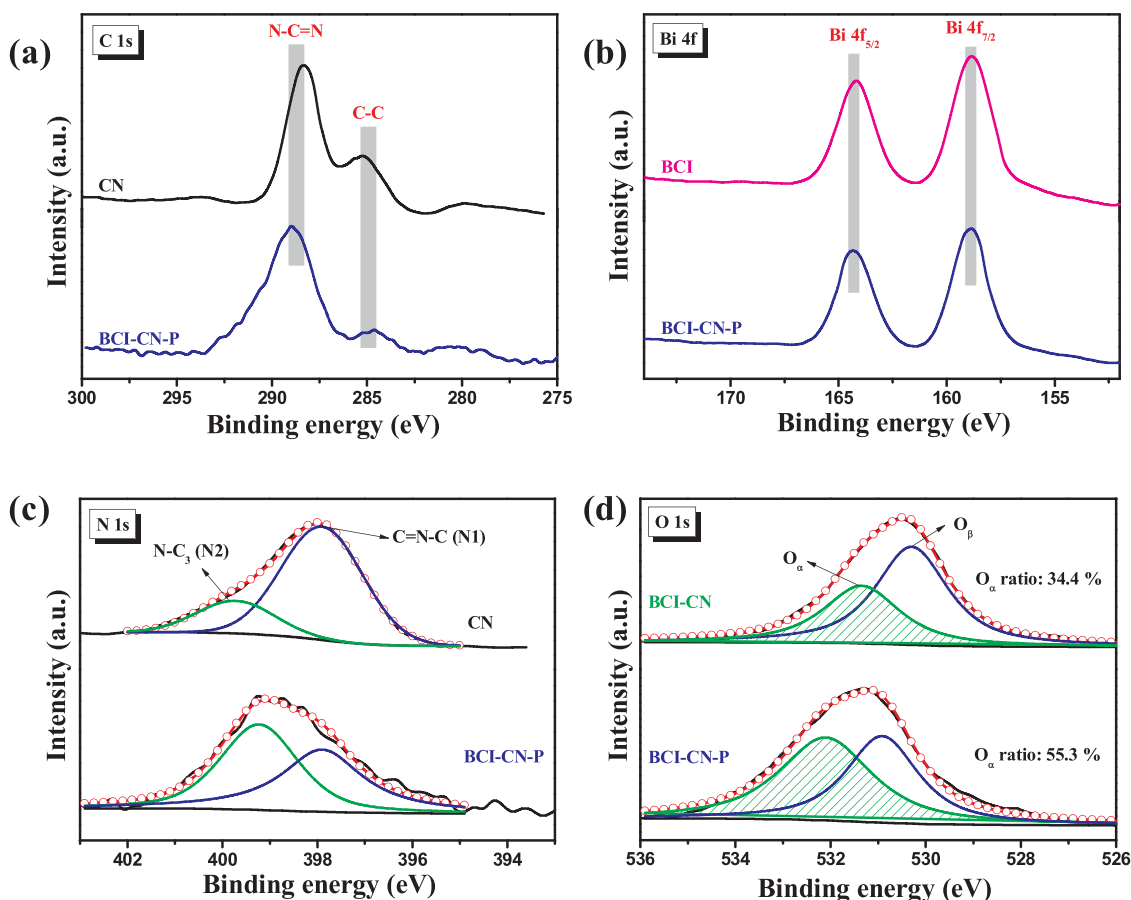 (a)
C 1s
N-C=N
C-C
CN
BCI-CN-P
Intensity (a.u.)
300 295 290 285 280 275
Binding energy (eV)
(b)
Bi 4f
Bi 4f5/2
Bi 4f7/2
BCI
BCI-CN-P
Intensity (a.u.)
170 165 160 155
Binding energy (eV)
(c)
N 1s
N-C3 (N2)
C=N-C (N1)
CN
BCI-CN-P
Intensity (a.u.)
402 400 398 396 394
Binding energy (eV)
(d)
O 1s
Oα
Oβ
BCI-CN
Oα ratio: 34.4 %
BCI-CN-P
Oα ratio: 55.3 %
Intensity (a.u.)
536 534 532 530 528 526
Binding energy (eV)